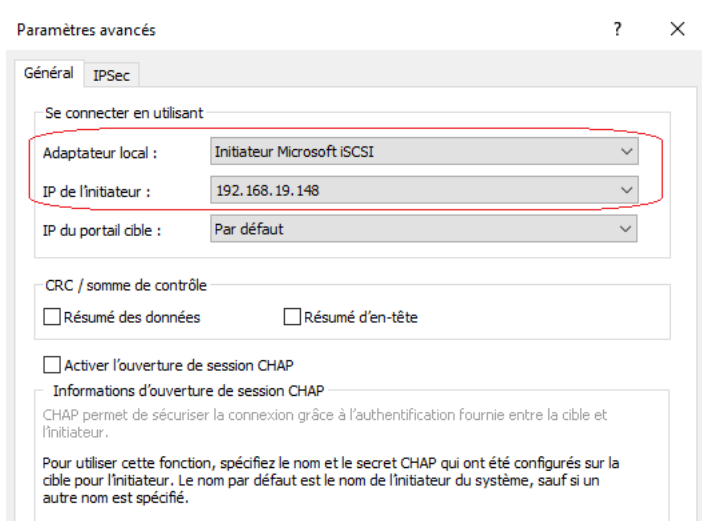 Paramètres avancés ?
Général IPSec
Se connecter en utilisant
Adaptateur local : Initiateur Microsoft iSCSI
IP de l'initiateur : 192.168.19.148
IP du portail cible : Par défaut
CRC / somme de contrôle
Résumé des données Résumé d'en-tête
Activer l'ouverture de session CHAP
Informations d'ouverture de session CHAP
CHAP permet de sécuriser la connexion grâce à l'authentification fournie entre la cible et
l'initiateur.
Pour utiliser cette fonction, spécifiez le nom et le secret CHAP qui ont été configurés sur la
cible pour l'initiateur. Le nom par défaut est le nom de l'initiateur du système, sauf si un
autre nom est spécifié.